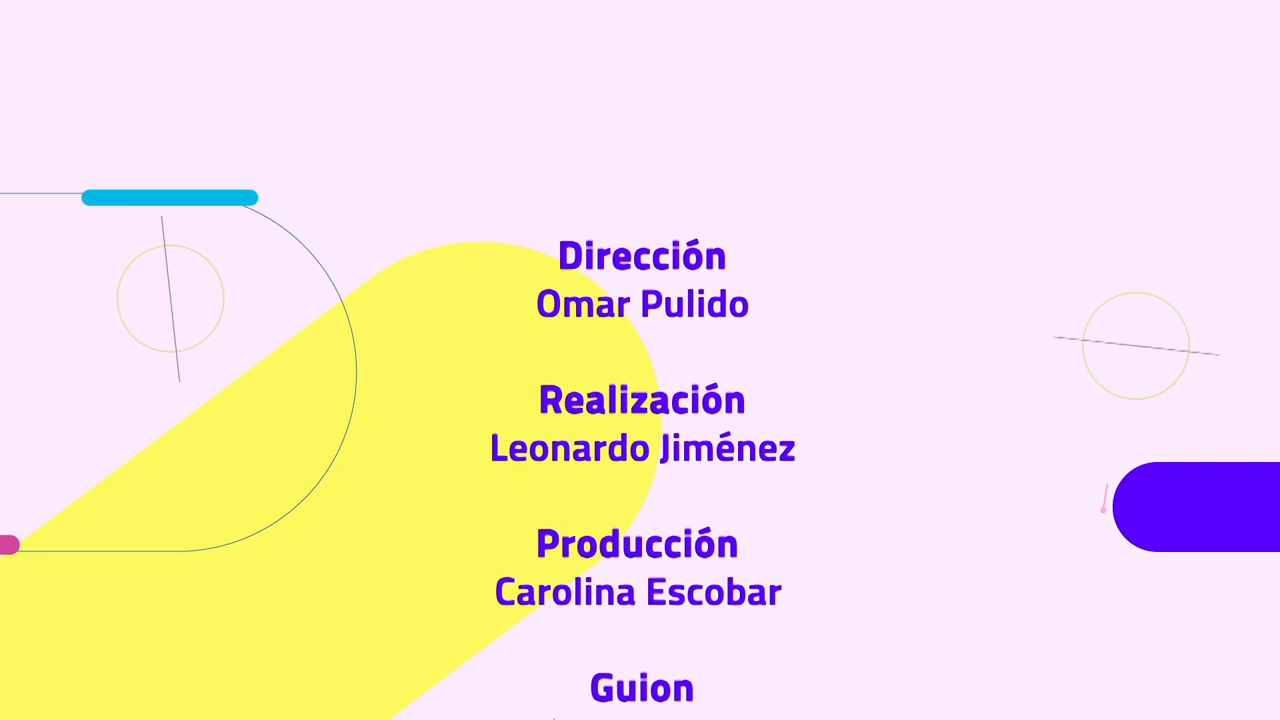 Dirección
Omar Pulido
Realización
Leonardo Jiménez
Producción
Carolina Escobar
Guion